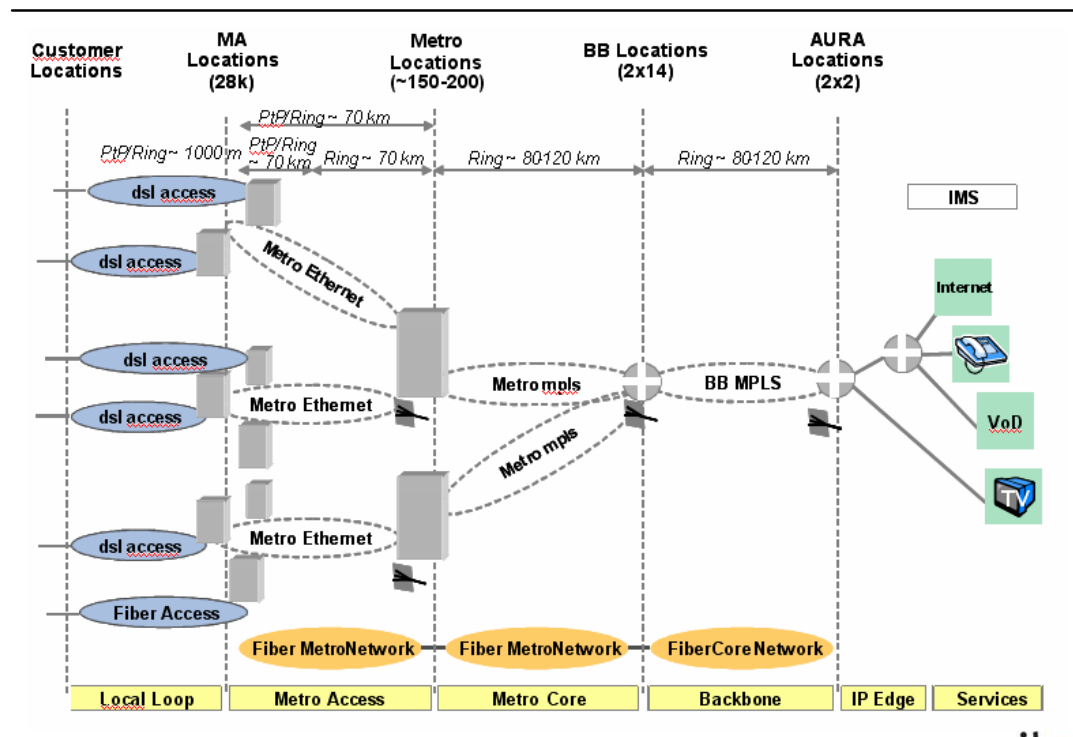 Customer
Locations
MA
Locations
(28k)
Metro
Locations
(~150-200)
BB Locations
(2x14)
AURA
Locations
(2x2)
PtP/Ring ~ 70 km
PtP/Ring ~ 1000 m
PtP/Ring
~ 70 km
Ring ~ 70 km
Ring ~ 80-120 km
Ring ~ 80-120 km
dsl access
IMS
dsl access
Metro Ethernet
Internet
dsl access
Metro mpls
BB MPLS
Metro Ethernet
dsl access
VoD
Metro mpls
TV
dsl access
Metro Ethernet
Fiber Access
Fiber MetroNetwork
Fiber MetroNetwork
FiberCore Network
Local Loop
Metro Access
Metro Core
Backbone
IP Edge
Services